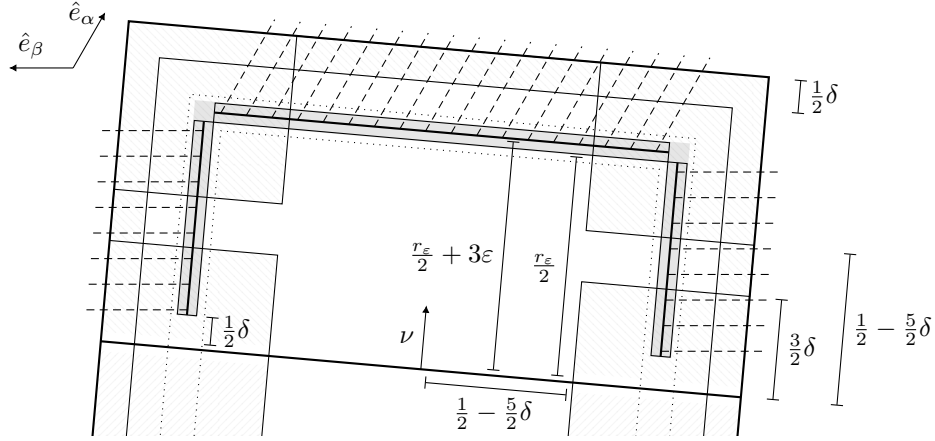 ê_α
ê_β
½δ
r_ε/2 + 3ε
r_ε/2
½δ
ν
½ − 5/2 δ
3/2 δ
½ − 5/2 δ